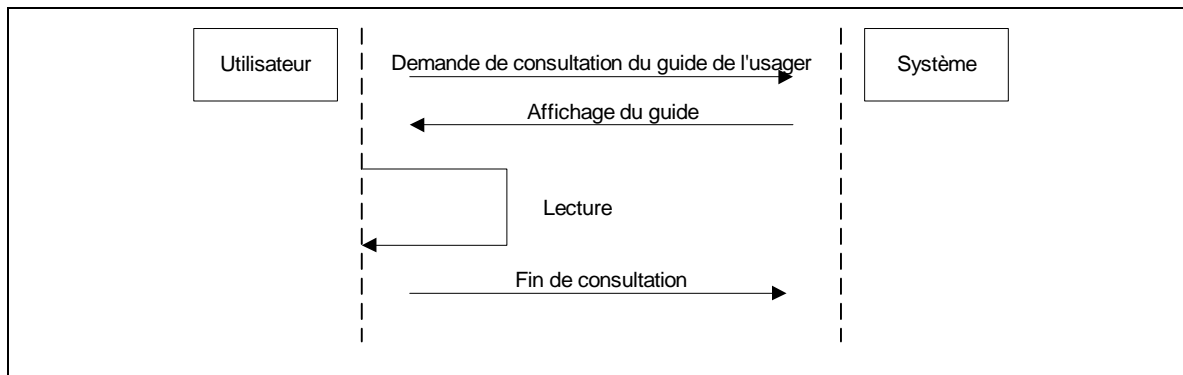 Utilisateur
Demande de consultation du guide de l'usager
Système
Affichage du guide
Lecture
Fin de consultation